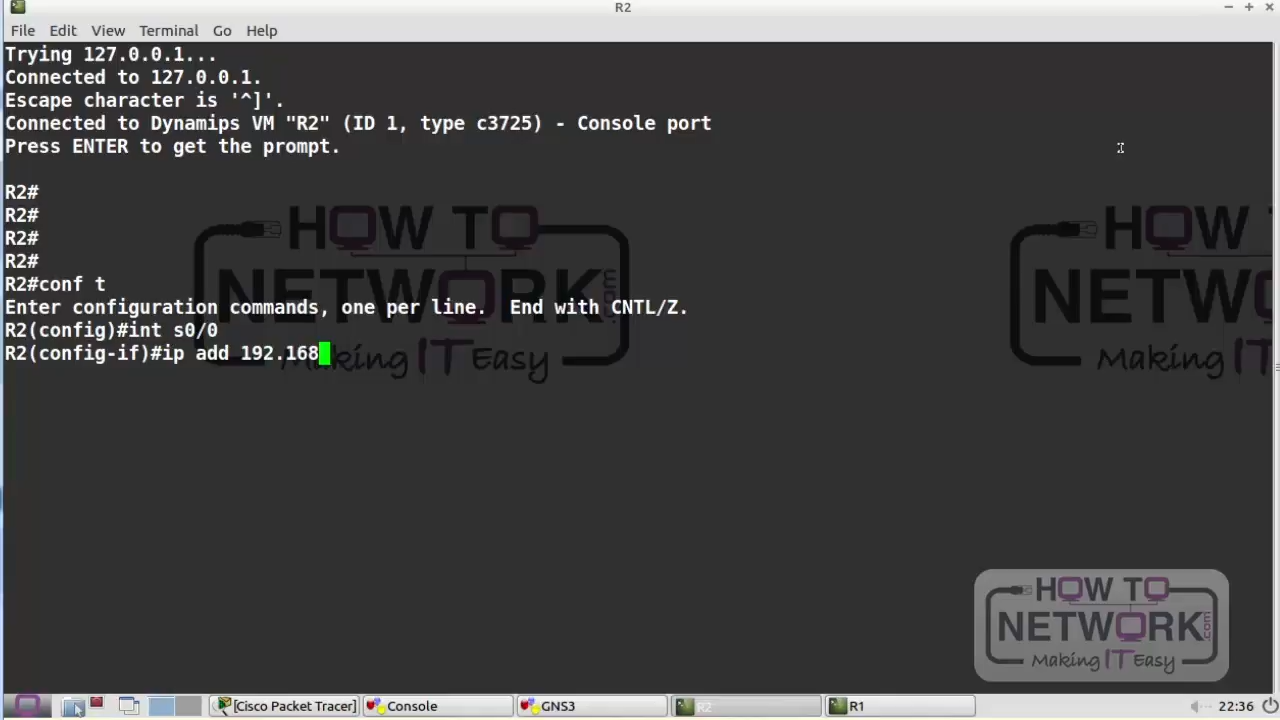 R2
File Edit View Terminal Go Help
Trying 127.0.0.1...
Connected to 127.0.0.1.
Escape character is '^]'.
Connected to Dynamips VM "R2" (ID 1, type c3725) - Console port
Press ENTER to get the prompt.
R2#
R2#
R2#
R2#
R2#conf t
Enter configuration commands, one per line.  End with CNTL/Z.
R2(config)#int s0/0
R2(config-if)#ip add 192.168
HOW TO
NETWORK.com
Making IT Easy
HOW T
NETWORK
Making IT E
HOW TO
NETWORK.com
Making IT Easy
[Cisco Packet Tracer] Console GNS3 R2 R1 22:36